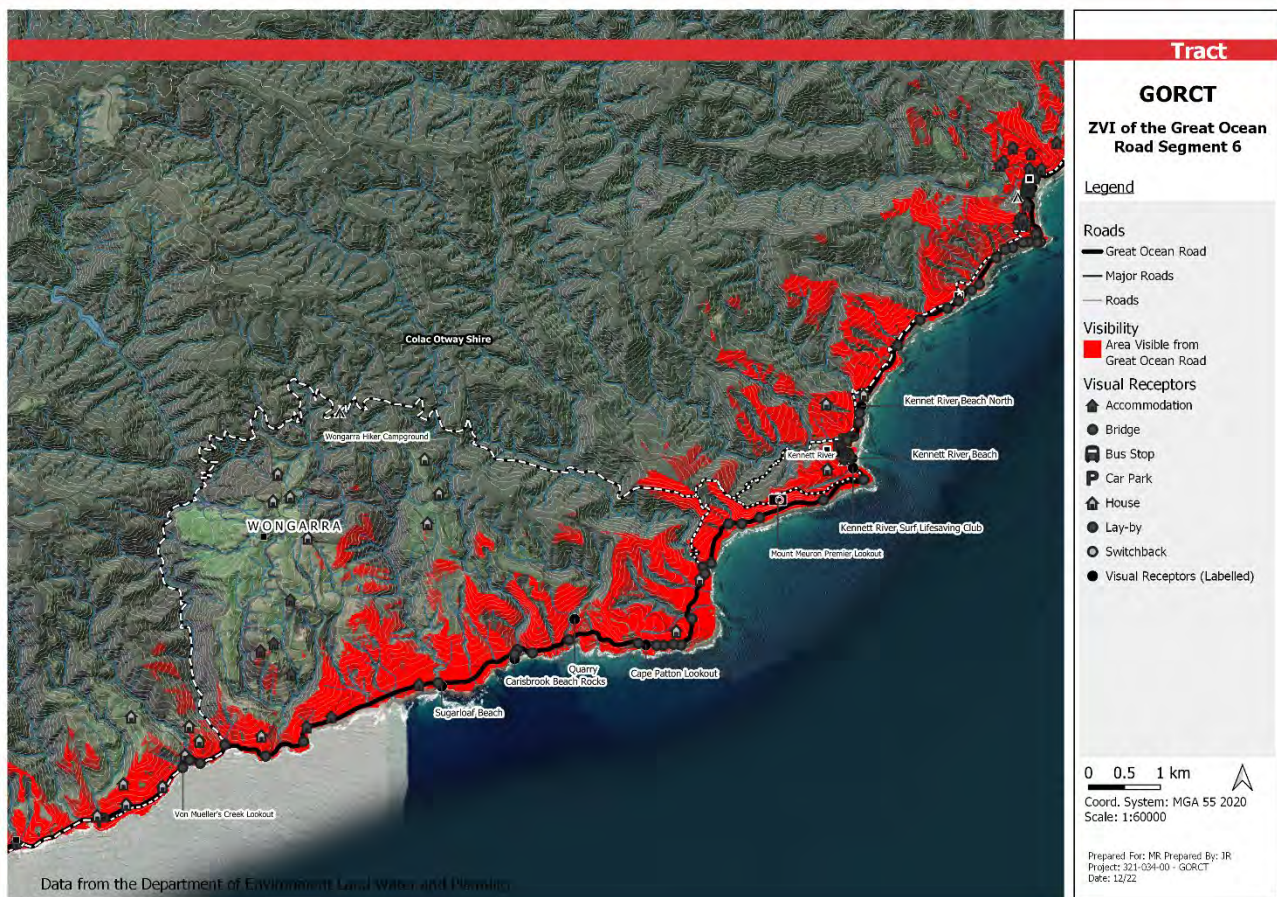 Tract
GORCT
ZVI of the Great Ocean
Road Segment 6
Legend
Roads
Great Ocean Road
Major Roads
Roads
Visibility
Area Visible from
Great Ocean Road
Visual Receptors
Accommodation
Bridge
Bus Stop
P Car Park
House
Lay-by
Switchback
Visual Receptors (Labelled)
0 0.5 1 km
Coord. System: MGA 55 2020
Scale: 1:60000
Prepared For: MR Prepared By: JR
Project: 321-034-00 - GORCT
Date: 12/22
Colac Otway Shire
Kennet River Beach North
Wongarra Hiker Campground
Kennett River
Kennett River Beach
WONGARRA
Kennett River Surf Lifesaving Club
Mount Meuron Premier Lookout
Quarry
Carisbrook Beach Rocks
Cape Patton Lookout
Sugarloaf Beach
Von Mueller's Creek Lookout
Data from the Department of Environment Land Water and Planning